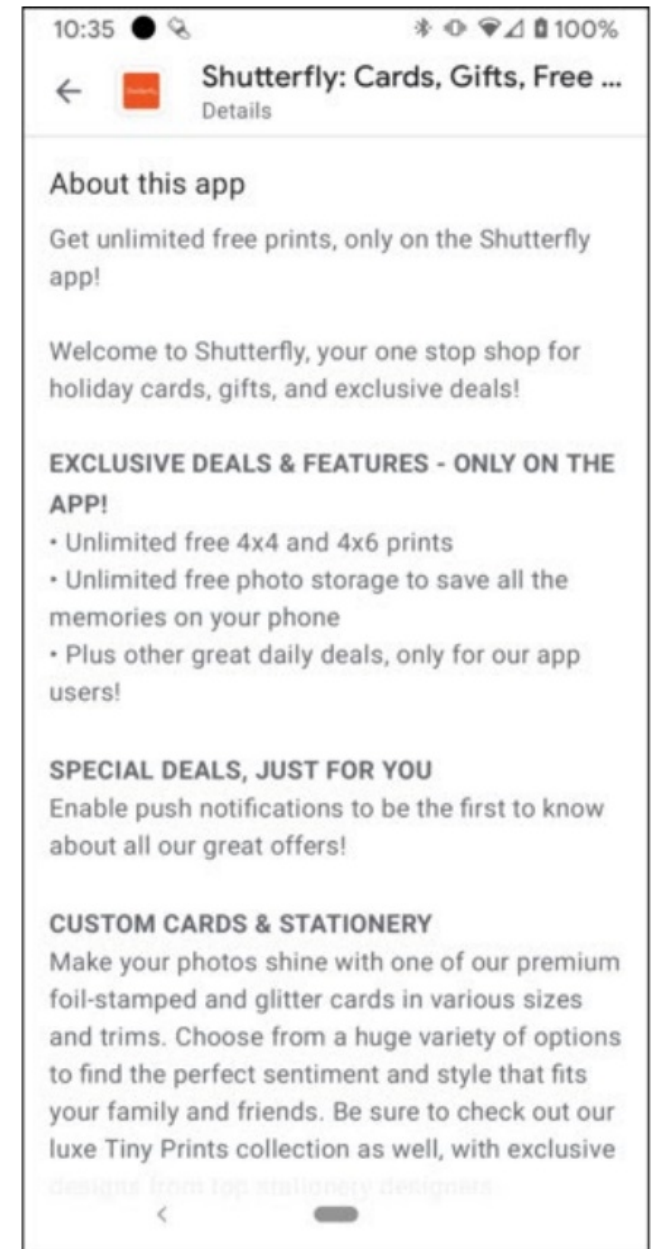 10:35
100%
Shutterfly: Cards, Gifts, Free ...
Details
About this app
Get unlimited free prints, only on the Shutterfly
app!
Welcome to Shutterfly, your one stop shop for
holiday cards, gifts, and exclusive deals!
EXCLUSIVE DEALS & FEATURES - ONLY ON THE
APP!
• Unlimited free 4x4 and 4x6 prints
• Unlimited free photo storage to save all the
memories on your phone
• Plus other great daily deals, only for our app
users!
SPECIAL DEALS, JUST FOR YOU
Enable push notifications to be the first to know
about all our great offers!
CUSTOM CARDS & STATIONERY
Make your photos shine with one of our premium
foil-stamped and glitter cards in various sizes
and trims. Choose from a huge variety of options
to find the perfect sentiment and style that fits
your family and friends. Be sure to check out our
luxe Tiny Prints collection as well, with exclusive
designs from top stationery designers